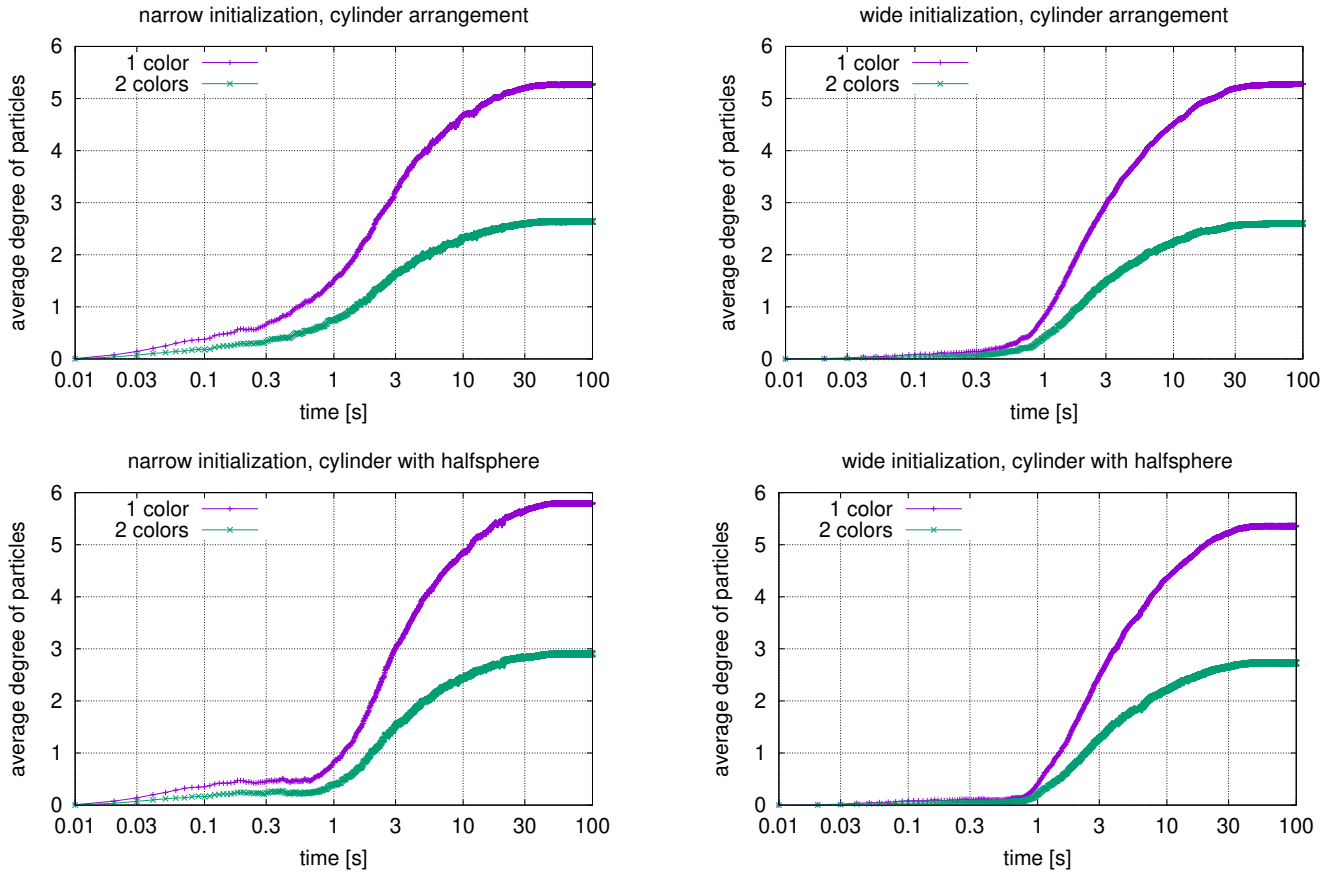 narrow initialization, cylinder arrangement
6
5
4
3
2
1
0
average degree of particles
1 color
2 colors
0.01 0.03 0.1 0.3 1 3 10 30 100
time [s]
wide initialization, cylinder arrangement
6
5
4
3
2
1
0
average degree of particles
1 color
2 colors
0.01 0.03 0.1 0.3 1 3 10 30 100
time [s]
narrow initialization, cylinder with halfsphere
6
5
4
3
2
1
0
average degree of particles
1 color
2 colors
0.01 0.03 0.1 0.3 1 3 10 30 100
time [s]
wide initialization, cylinder with halfsphere
6
5
4
3
2
1
0
average degree of particles
1 color
2 colors
0.01 0.03 0.1 0.3 1 3 10 30 100
time [s]